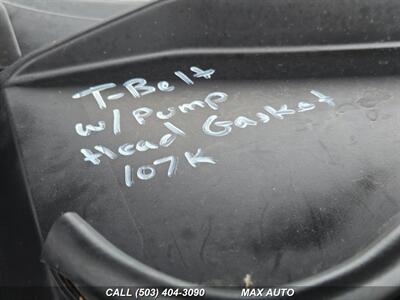 T-Belt
w/ Pump
Head Gasket
107K
CALL (503) 404-3090 MAX AUTO